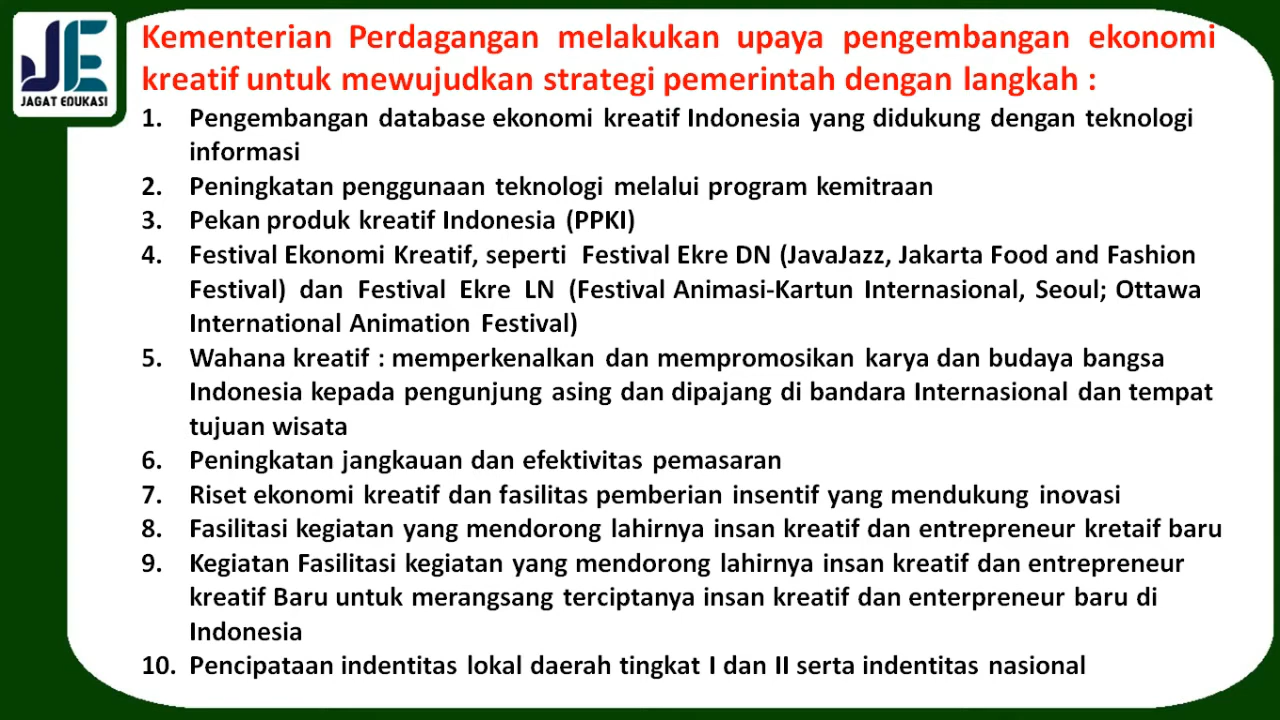 JE
JAGAT EDUKASI
Kementerian Perdagangan melakukan upaya pengembangan ekonomi
kreatif untuk mewujudkan strategi pemerintah dengan langkah :
1. Pengembangan database ekonomi kreatif Indonesia yang didukung dengan teknologi
informasi
2. Peningkatan penggunaan teknologi melalui program kemitraan
3. Pekan produk kreatif Indonesia (PPKI)
4. Festival Ekonomi Kreatif, seperti Festival Ekre DN (JavaJazz, Jakarta Food and Fashion
Festival) dan Festival Ekre LN (Festival Animasi-Kartun Internasional, Seoul; Ottawa
International Animation Festival)
5. Wahana kreatif : memperkenalkan dan mempromosikan karya dan budaya bangsa
Indonesia kepada pengunjung asing dan dipajang di bandara Internasional dan tempat
tujuan wisata
6. Peningkatan jangkauan dan efektivitas pemasaran
7. Riset ekonomi kreatif dan fasilitas pemberian insentif yang mendukung inovasi
8. Fasilitasi kegiatan yang mendorong lahirnya insan kreatif dan entrepreneur kretaif baru
9. Kegiatan Fasilitasi kegiatan yang mendorong lahirnya insan kreatif dan entrepreneur
kreatif Baru untuk merangsang terciptanya insan kreatif dan enterpreneur baru di
Indonesia
10. Pencipataan indentitas lokal daerah tingkat I dan II serta indentitas nasional